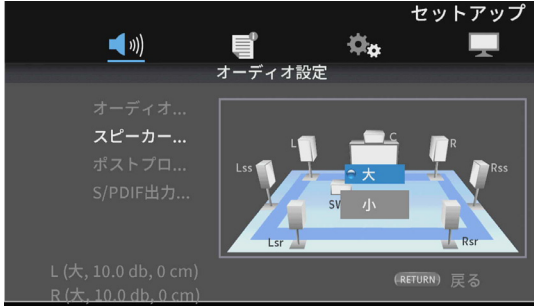 セットアップ
オーディオ設定
オーディオ...
スピーカー...
ポストプロ...
S/PDIF出力...
L
C
R
Lss
大
Rss
SW
小
Lsr
Rsr
L (大, 10.0 db, 0 cm)
R (大, 10.0 db, 0 cm)
RETURN 戻る